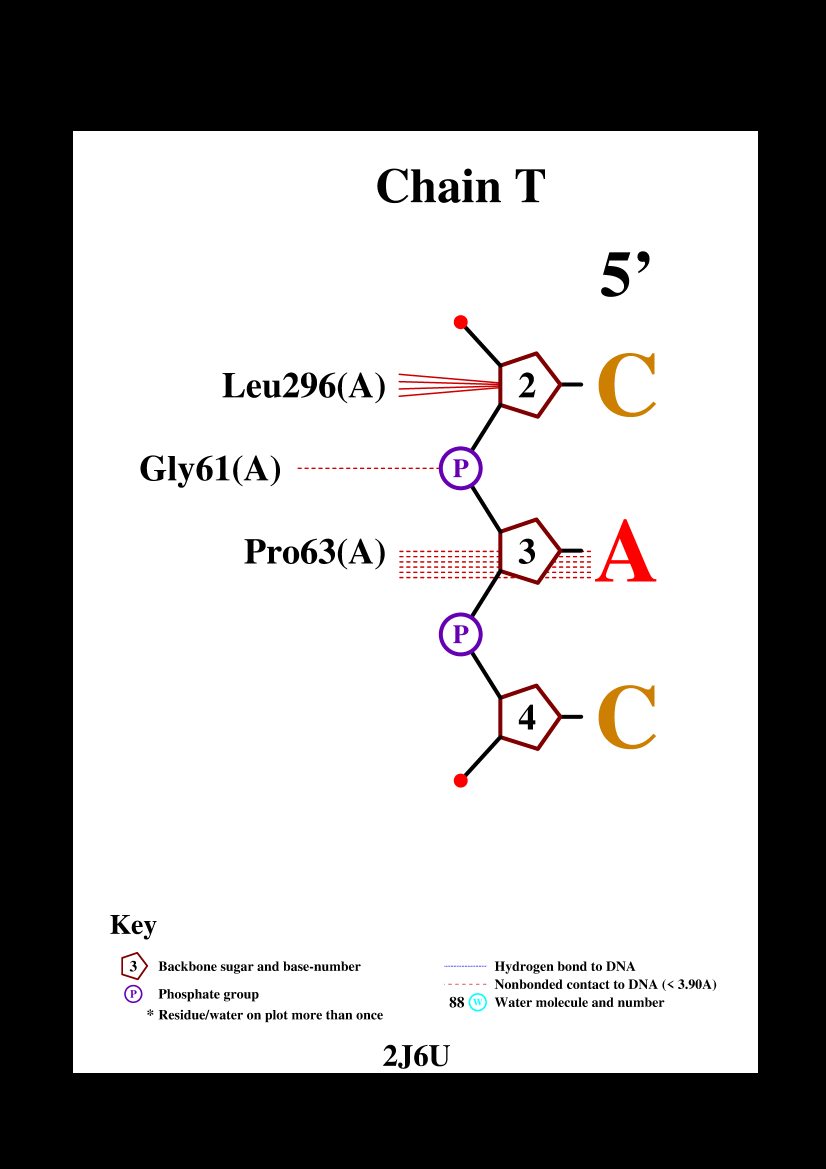 Chain T
5’
Leu296(A) 2 C
Gly61(A) P
Pro63(A) 3 A
P
4 C
Key
3 Backbone sugar and base-number
P Phosphate group
* Residue/water on plot more than once
Hydrogen bond to DNA
Nonbonded contact to DNA (< 3.90A)
88 W Water molecule and number
2J6U